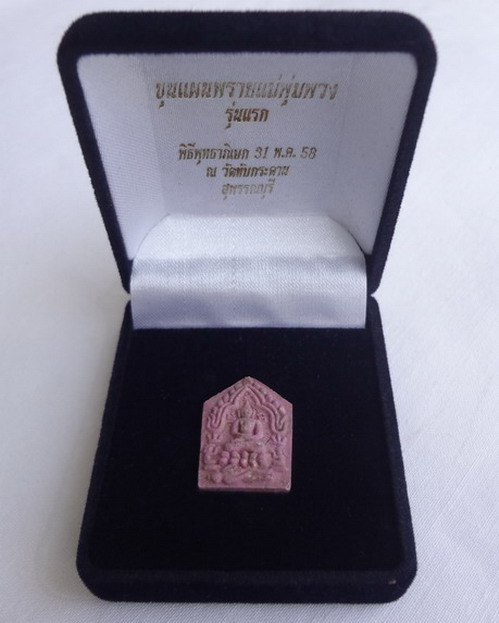 ขุนแผนพรายแม่พุ่มพวง
รุ่นแรก
พิธีพุทธาภิเษก 31 พ.ค. 58
ณ วัดทับกระดาน
สุพรรณบุรี